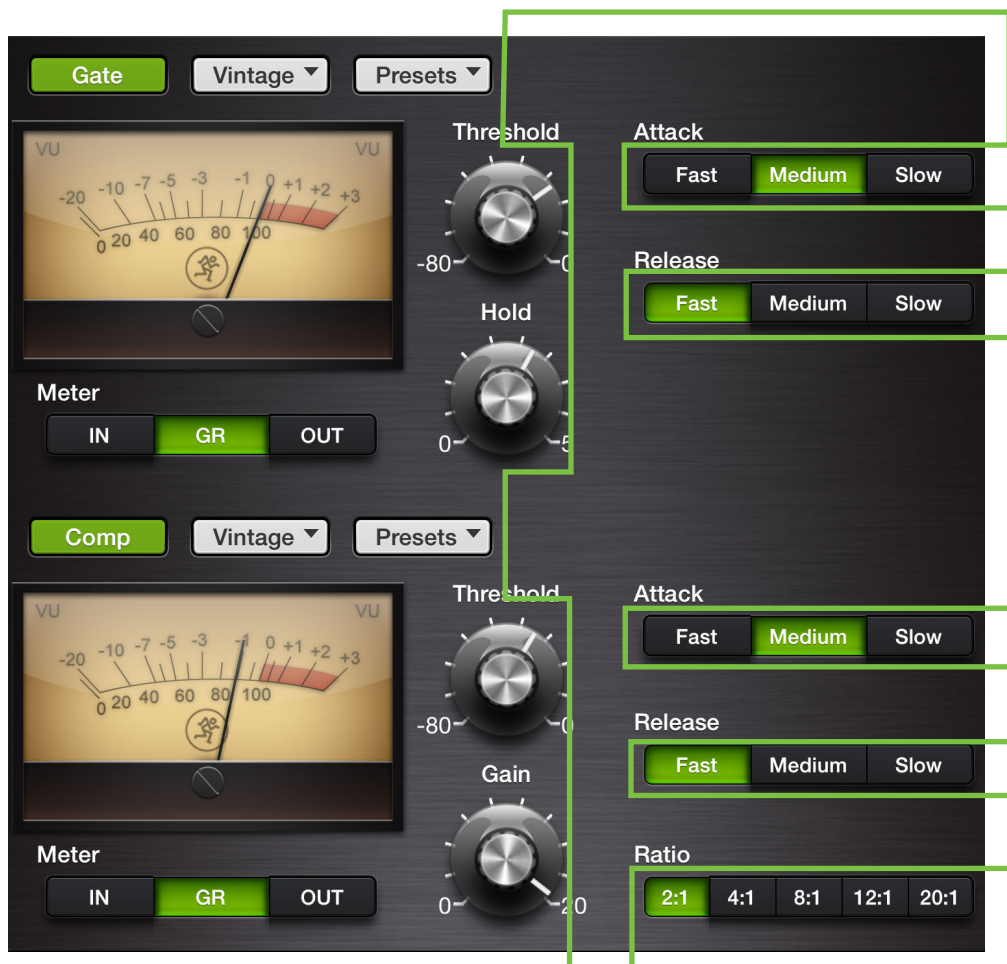 Gate Vintage Presets
Threshold Attack
VU VU
-20 -10 -7 -5 -3 -1 0 +1 +2 +3
0 20 40 60 80 100
Fast Medium Slow
-80 0
Release
Fast Medium Slow
Hold
Meter
IN GR OUT
0 5
Comp Vintage Presets
Threshold Attack
VU VU
-20 -10 -7 -5 -3 -1 0 +1 +2 +3
0 20 40 60 80 100
Fast Medium Slow
-80 0
Release
Fast Medium Slow
Gain
Meter Ratio
IN GR OUT
0 20
2:1 4:1 8:1 12:1 20:1